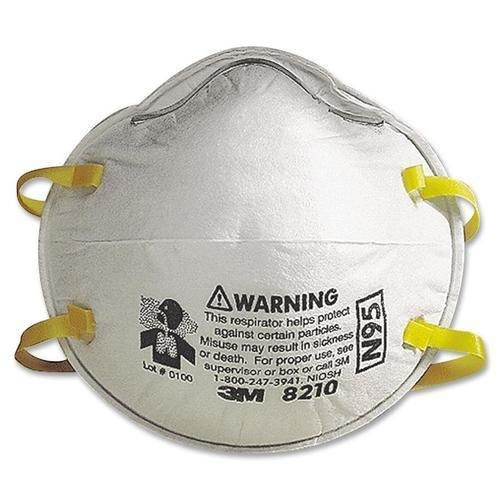 ⚠WARNING
This respirator helps protect
against certain particles.
Misuse may result in sickness
or death. For proper use, see
supervisor or box or call 3M
1-800-247-3941, NIOSH
3M 8210
Lot # 0100
N95